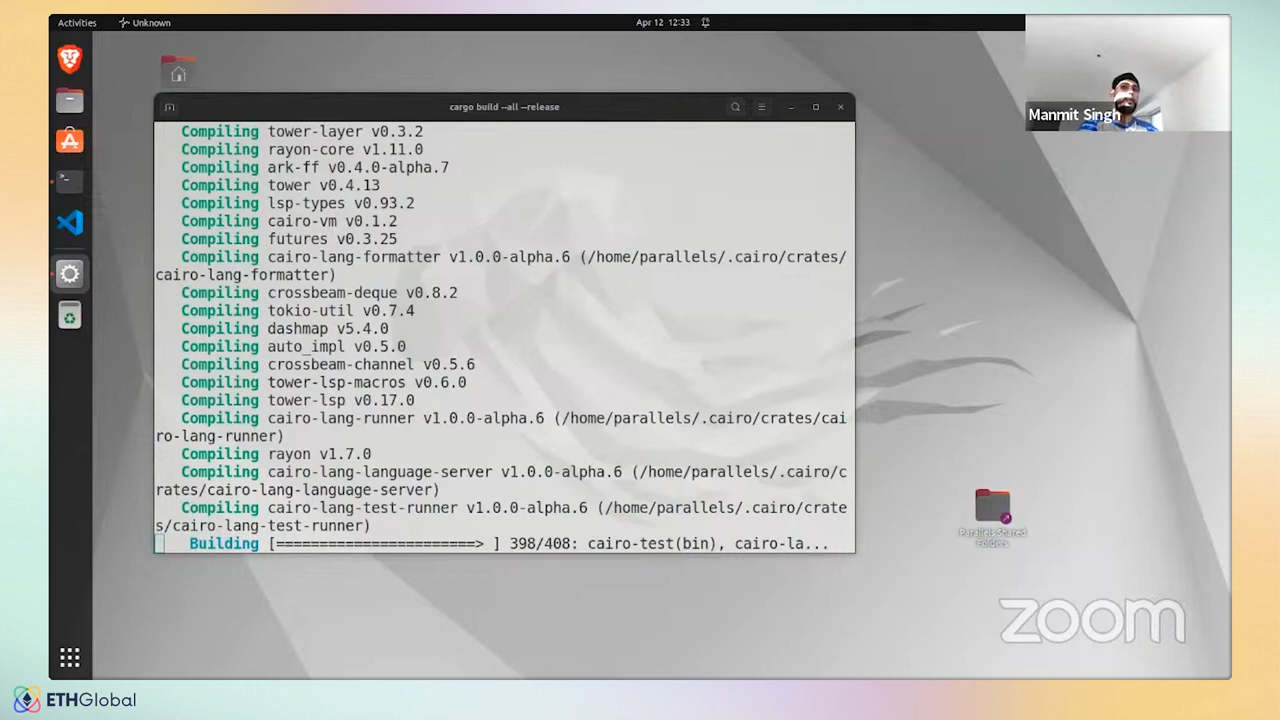 Activities
Unknown
Apr 12 12:33
Manmit Singh
cargo build --all --release
Compiling tower-layer v0.3.2
Compiling rayon-core v1.11.0
Compiling ark-ff v0.4.0-alpha.7
Compiling tower v0.4.13
Compiling lsp-types v0.93.2
Compiling cairo-vm v0.1.2
Compiling futures v0.3.25
Compiling cairo-lang-formatter v1.0.0-alpha.6 (/home/parallels/.cairo/crates/
cairo-lang-formatter)
Compiling crossbeam-deque v0.8.2
Compiling tokio-util v0.7.4
Compiling dashmap v5.4.0
Compiling auto_impl v0.5.0
Compiling crossbeam-channel v0.5.6
Compiling tower-lsp-macros v0.6.0
Compiling tower-lsp v0.17.0
Compiling cairo-lang-runner v1.0.0-alpha.6 (/home/parallels/.cairo/crates/cai
ro-lang-runner)
Compiling rayon v1.7.0
Compiling cairo-lang-language-server v1.0.0-alpha.6 (/home/parallels/.cairo/c
rates/cairo-lang-language-server)
Compiling cairo-lang-test-runner v1.0.0-alpha.6 (/home/parallels/.cairo/crate
s/cairo-lang-test-runner)
Building [=======================> ] 398/408: cairo-test(bin), cairo-la...
Parallels Shared
Folders
zoom
ETHGlobal